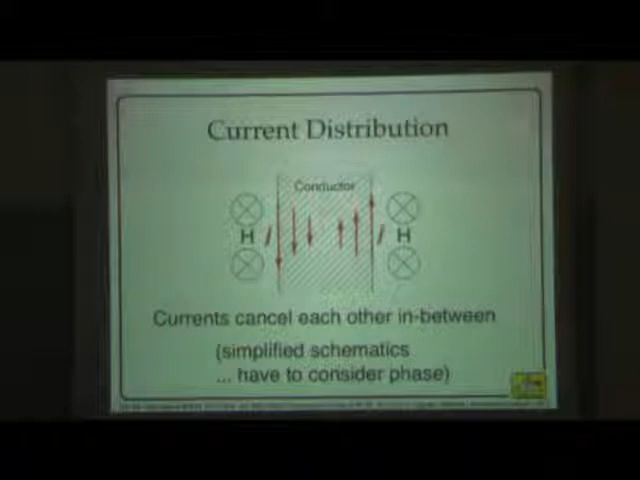 Current Distribution
Conductor
H I I H
Currents cancel each other in-between
(simplified schematics
... have to consider phase)